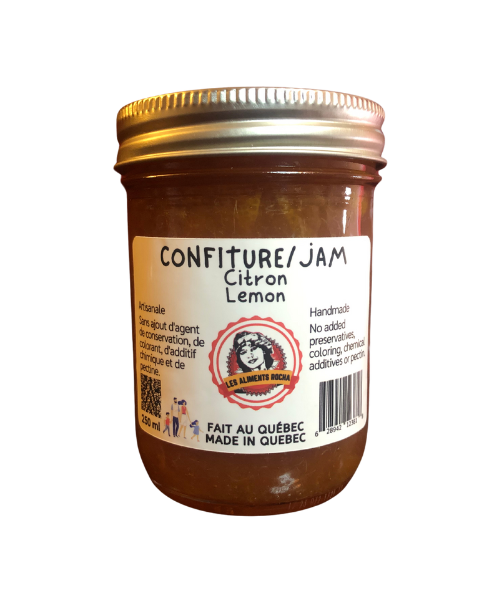 CONFITURE/JAM
Citron
Lemon
Artisanale
Sans ajout d'agent
de conservation, de
colorant, d'additif
chimique et de
pectine.
250 ml
LES ALIMENTS ROCHA
FAIT AU QUÉBEC
MADE IN QUEBEC
Handmade
No added
preservatives,
coloring, chemical
additives or pectin.